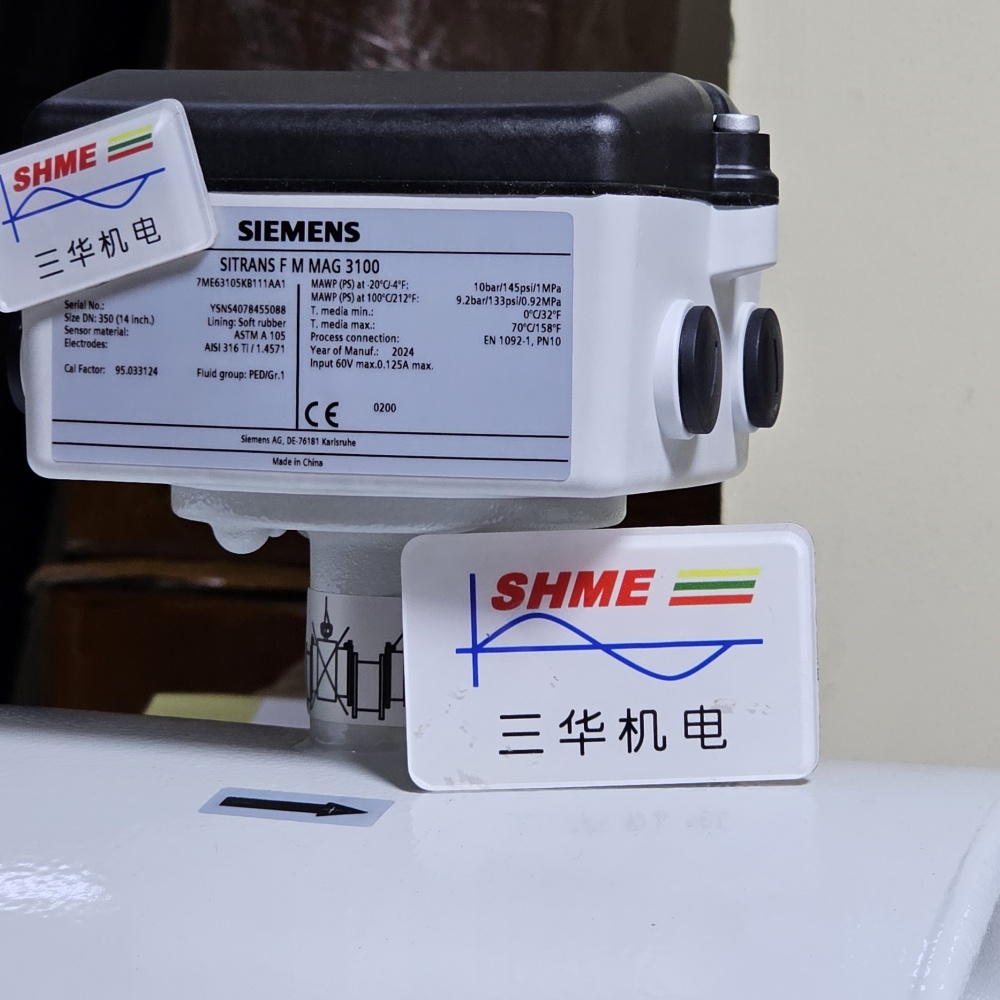 SHME
三华机电
SIEMENS
SITRANS F M MAG 3100
7ME63105KB111AA1
Serial No.: YSNS4078455088
Size DN: 350 (14 inch.) Lining: Soft rubber
Sensor material: ASTM A 105
Electrodes: AISI 316 Ti / 1.4571
Cal Factor: 95.033124 Fluid group: PED/Gr.1
MAWP (PS) at -20°C/-4°F: 10bar/145psi/1MPa
MAWP (PS) at 100°C/212°F: 9.2bar/133psi/0.92MPa
T. media min.: 0°C/32°F
T. media max.: 70°C/158°F
Process connection: EN 1092-1, PN10
Year of Manuf.: 2024
Input 60V max.0.125A max.
CE 0200
Siemens AG, DE-76181 Karlsruhe
Made in China
SHME
三华机电